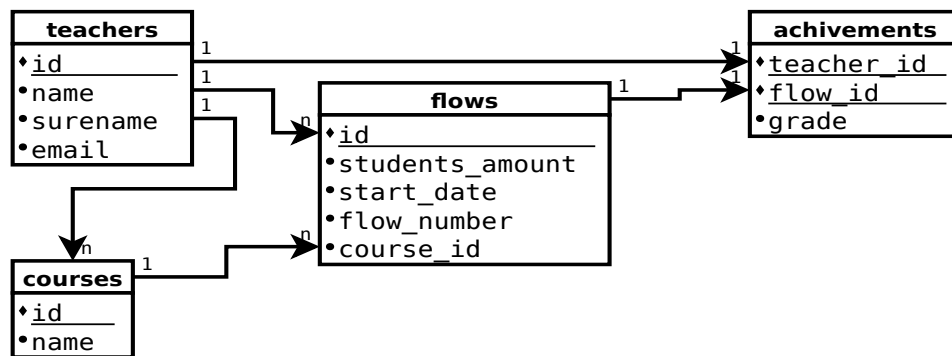 teachers
id
name
surename
email
1
1
1
n
courses
id
name
1
n
n
flows
id
students_amount
start_date
flow_number
course_id
1
1
1
achivements
teacher_id
flow_id
grade